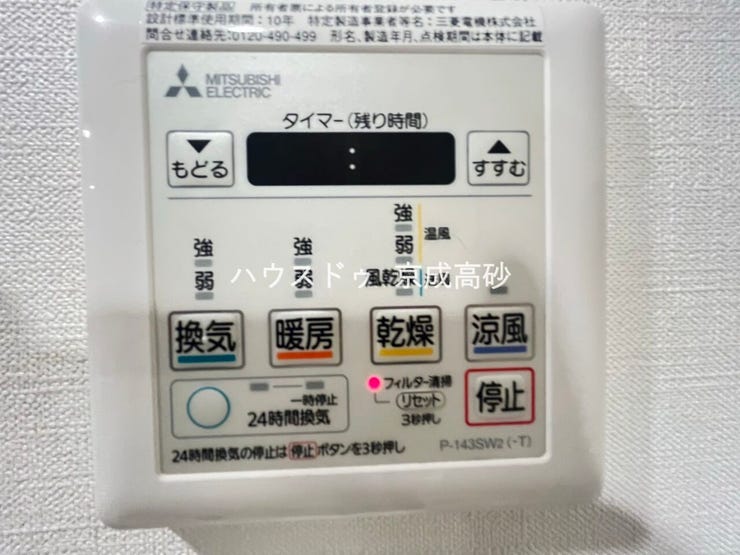 特定保守製品 所有者票による所有者登録が必要です
設計標準使用期間：10年 特定製造事業者等名：三菱電機株式会社
問合せ連絡先：0120-490-499 形名、製造年月、点検期間は本体に記載
MITSUBISHI
ELECTRIC
タイマー（残り時間）
▼
もどる
:
▲
すすむ
強
弱
強
弱
強
弱
風乾燥
温風
ハウスドゥ 京成高砂
換気
暖房
乾燥
涼風
一時停止
24時間換気
フィルター清掃
リセット
3秒押し
停止
24時間換気の停止は 停止 ボタンを3秒押し
P-143SW2（-T）